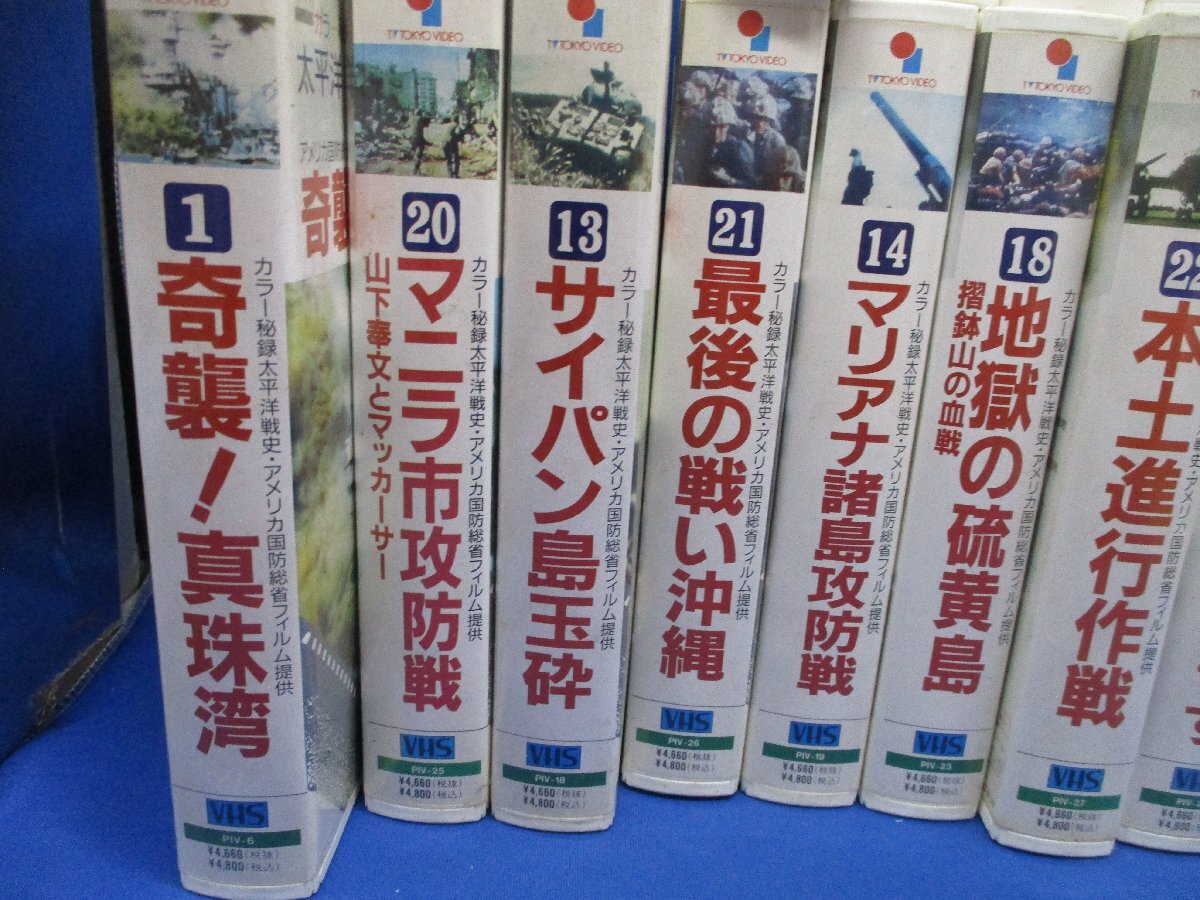 カラ
太平洋
アメリカ国防
奇襲
1
奇襲!真珠湾
カラー秘録太平洋戦史・アメリカ国防総省フィルム提供
VHS
PIV-6
¥4,660(税抜)
¥4,800(税込)
TV TOKYO VIDEO
20
マニラ市攻防戦
山下奉文とマッカーサー
カラー秘録太平洋戦史・アメリカ国防総省フィルム提供
VHS
PIV-25
¥4,660(税抜)
¥4,800(税込)
TV TOKYO VIDEO
13
サイパン島玉砕
カラー秘録太平洋戦史・アメリカ国防総省フィルム提供
VHS
PIV-18
¥4,660(税抜)
¥4,800(税込)
TV TOKYO VIDEO
21
最後の戦い沖縄
カラー秘録太平洋戦史・アメリカ国防総省フィルム提供
VHS
PIV-26
¥4,660(税抜)
¥4,800(税込)
TV TOKYO VIDEO
14
マリアナ諸島攻防戦
カラー秘録太平洋戦史・アメリカ国防総省フィルム提供
VHS
PIV-19
¥4,660(税抜)
¥4,800(税込)
TV TOKYO VIDEO
18
地獄の硫黄島
摺鉢山の血戦
カラー秘録太平洋戦史・アメリカ国防総省フィルム提供
VHS
PIV-23
¥4,660(税抜)
¥4,800(税込)
TV
22
本土進行作戦
VHS
PIV-27
¥4,660(税抜)
¥4,800(税込)